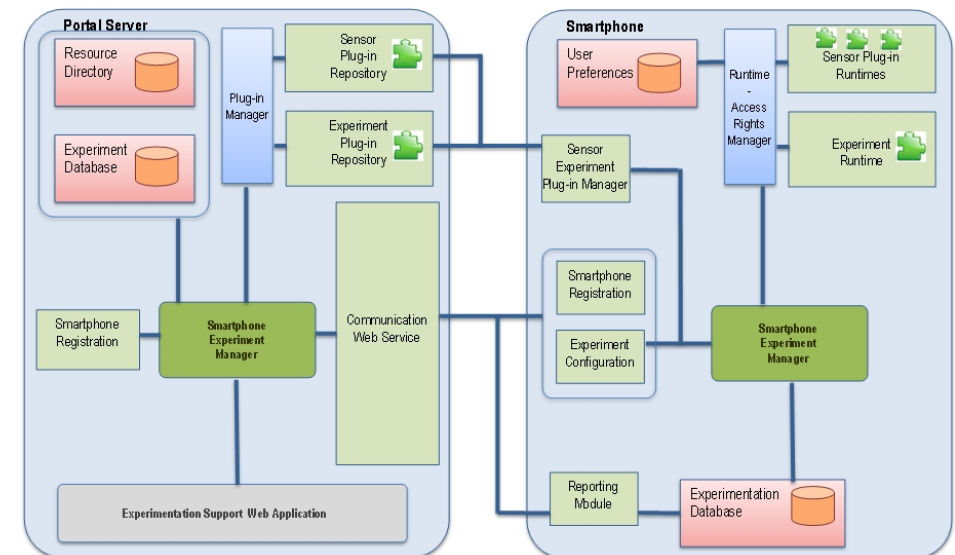 Portal Server
Resource
Directory
Experiment
Database
Plug-in
Manager
Sensor
Plug-in
Repository
Experiment
Plug-in
Repository
Smartphone
Registration
Smartphone
Experiment
Manager
Communication
Web Service
Experimentation Support Web Application
Smartphone
User
Preferences
Runtime
-
Access
Rights
Manager
Sensor Plug-in
Runtimes
Experiment
Runtime
Sensor
Experiment
Plug-in Manager
Smartphone
Registration
Experiment
Configuration
Smartphone
Experiment
Manager
Reporting
Module
Experimentation
Database